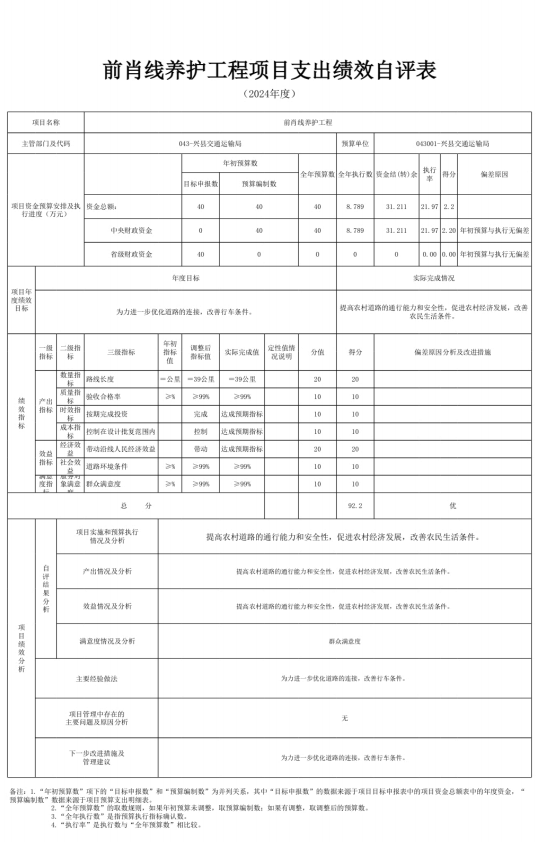 前肖线养护工程项目支出绩效自评表
（2024年度）
项目名称 前肖线养护工程
主管部门及代码 043-兴县交通运输局 预算单位 043001-兴县交通运输局
项目资金预算安排及执行进度（万元） 年初预算数 全年预算数 全年执行数 资金结(转)余 执行率 得分 偏差原因
目标申报数 预算编制数
资金总额： 40 40 40 8.789 31.211 21.97 2.2
中央财政资金 0 40 40 8.789 31.211 21.97 2.20 年初预算与执行无偏差
省级财政资金 40 0 0 0 0 0.00 0.00 年初预算与执行无偏差
项目年度绩效目标 年度目标 实际完成情况
为力进一步优化道路的连接，改善行车条件。 提高农村道路的通行能力和安全性，促进农村经济发展，改善农民生活条件。
绩效指标 一级指标 二级指标 三级指标 年初指标值 调整后指标值 实际完成值 定性值情况说明 分值 得分 偏差原因分析及改进措施
产出指标 数量指标 路线长度 ＝公里 ＝39公里 ＝39公里 20 20
质量指标 验收合格率 ≥% ≥99% ≥99% 10 10
时效指标 按期完成投资 完成 达成预期指标 10 10
成本指标 控制在设计批复范围内 控制 达成预期指标 10 10
效益指标 经济效益 带动沿线人民经济效益 带动 达成预期指标 20 20
社会效益 道路环境条件 ≥% ≥99% ≥99% 10 10
满意度指标 服务对象满意度 群众满意度 ≥% ≥99% ≥99% 10 10
总 分 92.2 优
项目绩效分析 自评结果分析 项目实施和预算执行情况及分析 提高农村道路的通行能力和安全性，促进农村经济发展，改善农民生活条件。
产出情况及分析 提高农村道路的通行能力和安全性，促进农村经济发展，改善农民生活条件。
效益情况及分析 提高农村道路的通行能力和安全性，促进农村经济发展，改善农民生活条件。
满意度情况及分析 群众满意度
主要经验做法 为力进一步优化道路的连接，改善行车条件。
项目管理中存在的主要问题及原因分析 无
下一步改进措施及管理建议 为力进一步优化道路的连接，改善行车条件。
备注：1.“年初预算数”项下的“目标申报数”和“预算编制数”为并列关系，其中“目标申报数”的数据来源于项目目标申报表中的项目资金总额表中的年度资金，“
预算编制数”数据来源于项目预算支出明细表。
2.“全年预算数”的取数规则，如果年初预算未调整，取预算编制数；如果有调整，取调整后的预算数。
3.“全年执行数”是指预算执行指标确认数。
4.“执行率”是执行数与“全年预算数”相比较。